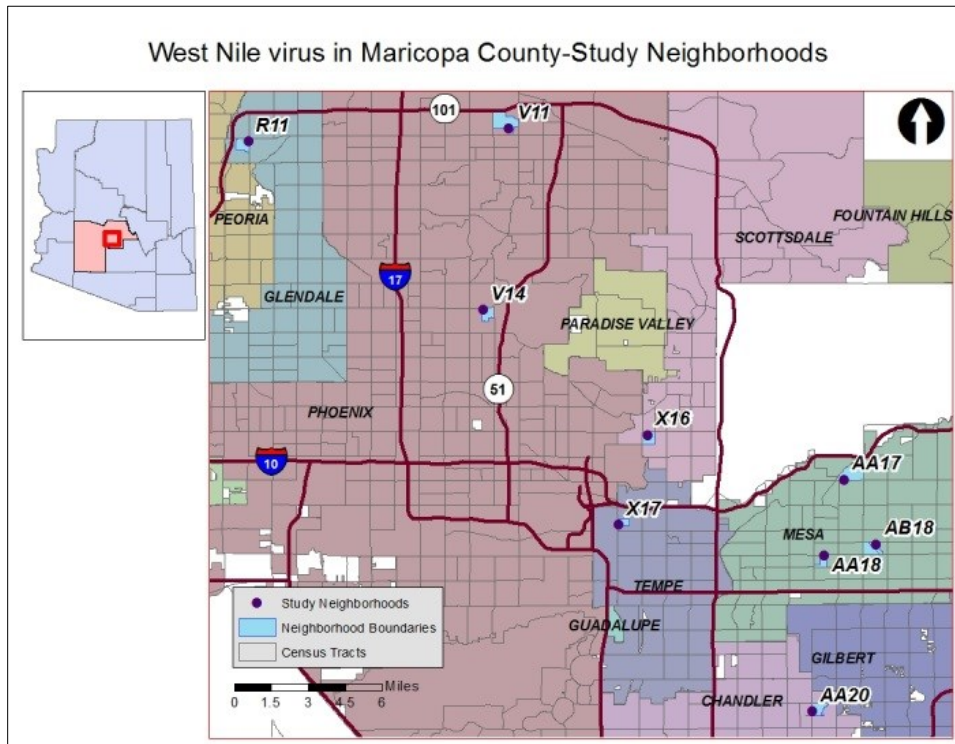 West Nile virus in Maricopa County-Study Neighborhoods
101
V11
R11
PEORIA
FOUNTAIN HILLS
SCOTTSDALE
17
GLENDALE
V14
PARADISE VALLEY
51
PHOENIX
X16
10
AA17
X17
MESA
AB18
AA18
TEMPE
Study Neighborhoods
GUADALUPE
Neighborhood Boundaries
Census Tracts
GILBERT
Miles
0 1.5 3 4.5 6
CHANDLER
AA20